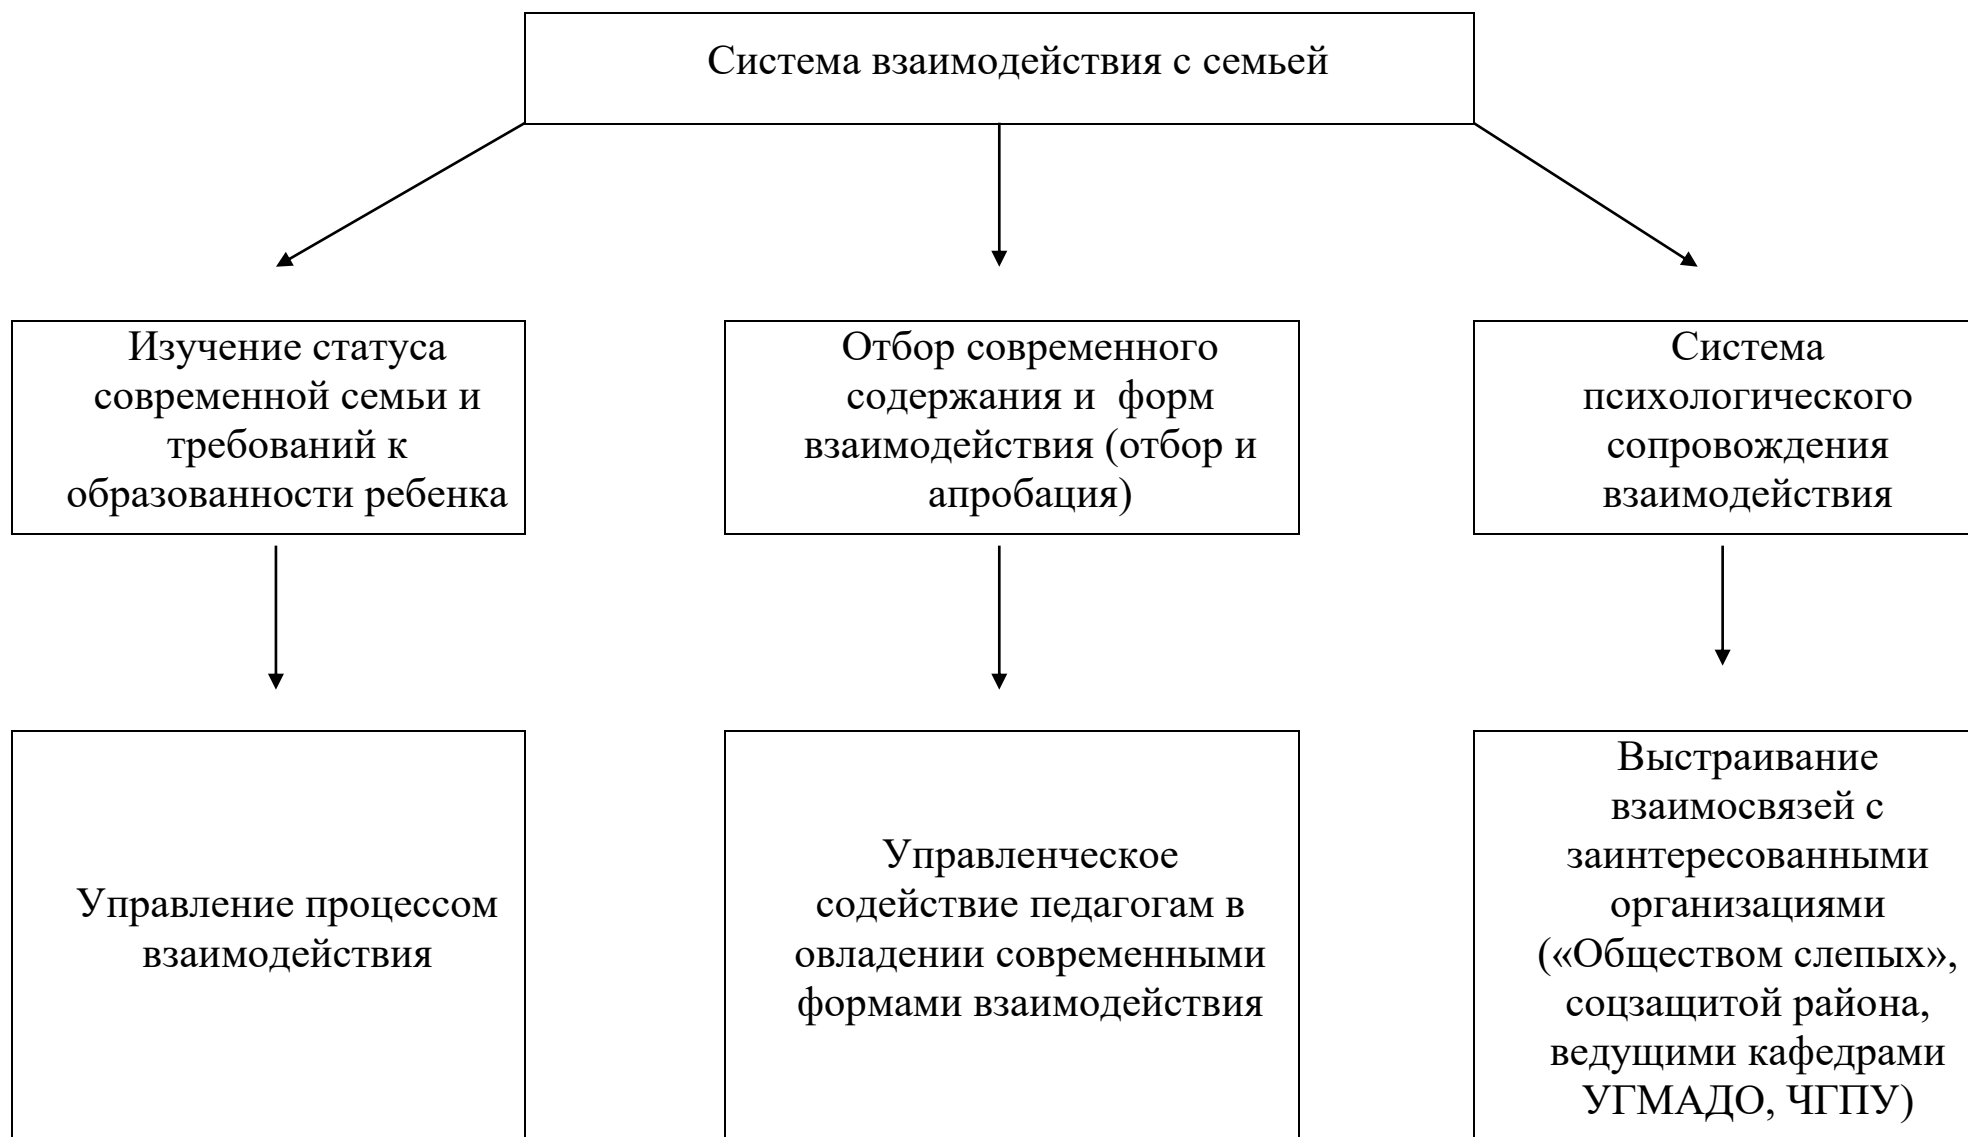 Система взаимодействия с семьей
Изучение статуса
современной семьи и
требований к
образованности ребенка
Отбор современного
содержания и  форм
взаимодействия (отбор и
апробация)
Система
психологического
сопровождения
взаимодействия
Управление процессом
взаимодействия
Управленческое
содействие педагогам в
овладении современными
формами взаимодействия
Выстраивание
взаимосвязей с
заинтересованными
организациями
(«Обществом слепых»,
соцзащитой района,
ведущими кафедрами
УГМАДО, ЧГПУ)